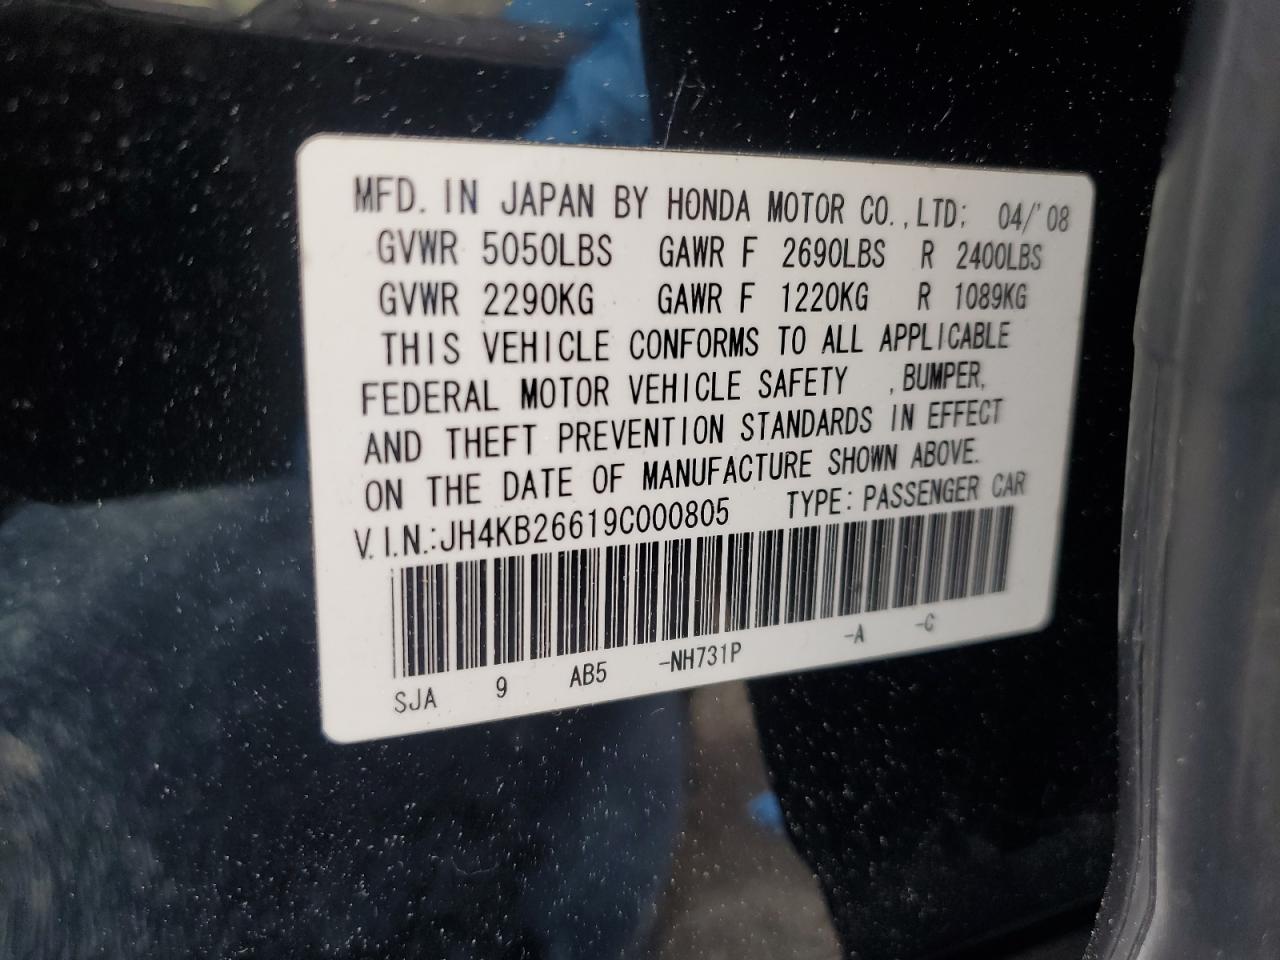 MFD. IN JAPAN BY HONDA MOTOR CO.,LTD; 04/'08
GVWR 5050LBS GAWR F 2690LBS R 2400LBS
GVWR 2290KG GAWR F 1220KG R 1089KG
THIS VEHICLE CONFORMS TO ALL APPLICABLE
FEDERAL MOTOR VEHICLE SAFETY , BUMPER,
AND THEFT PREVENTION STANDARDS IN EFFECT
ON THE DATE OF MANUFACTURE SHOWN ABOVE.
V.I.N.:JH4KB26619C000805 TYPE: PASSENGER CAR
SJA 9 AB5 -NH731P -A -C